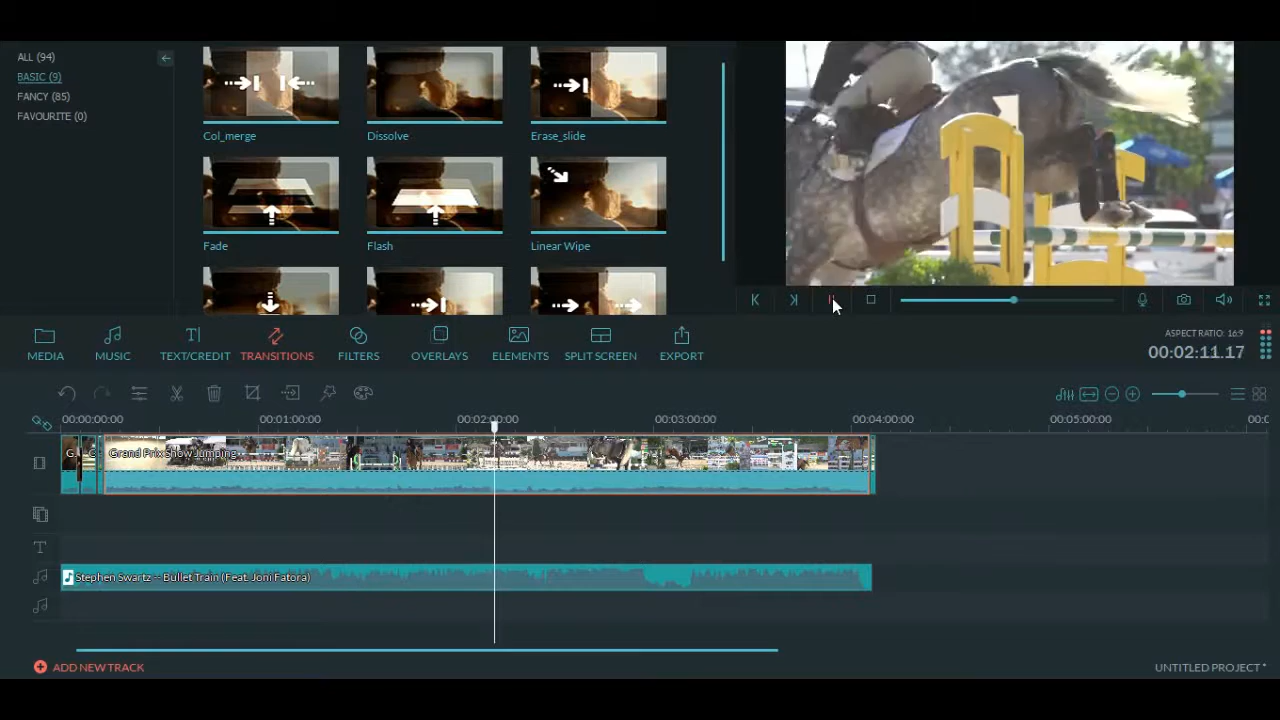 ALL (94)
BASIC (9)
FANCY (85)
FAVOURITE (0)
Col_merge
Dissolve
Erase_slide
Fade
Flash
Linear Wipe
MEDIA
MUSIC
TEXT/CREDIT
TRANSITIONS
FILTERS
OVERLAYS
ELEMENTS
SPLIT SCREEN
EXPORT
ASPECT RATIO: 16:9
00:02:11.17
00:00:00:00
00:01:00:00
00:02:00:00
00:03:00:00
00:04:00:00
00:05:00:00
G.
Grand Prix Show Jumping
Stephen Swartz -- Bullet Train (Feat. Joni Fatora)
ADD NEW TRACK
UNTITLED PROJECT *